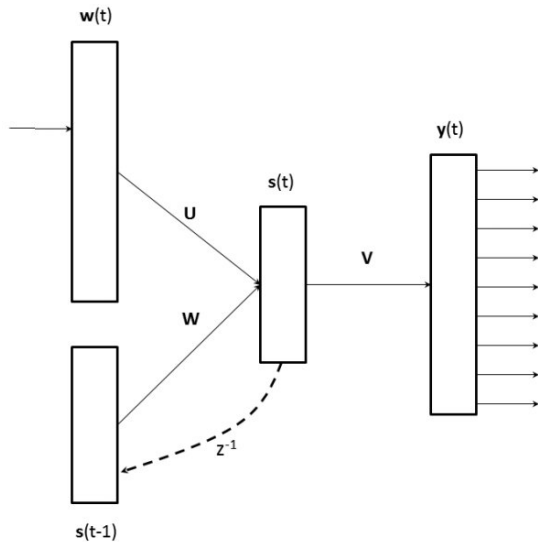 w(t)
y(t)
s(t)
U
V
W
z⁻¹
s(t-1)